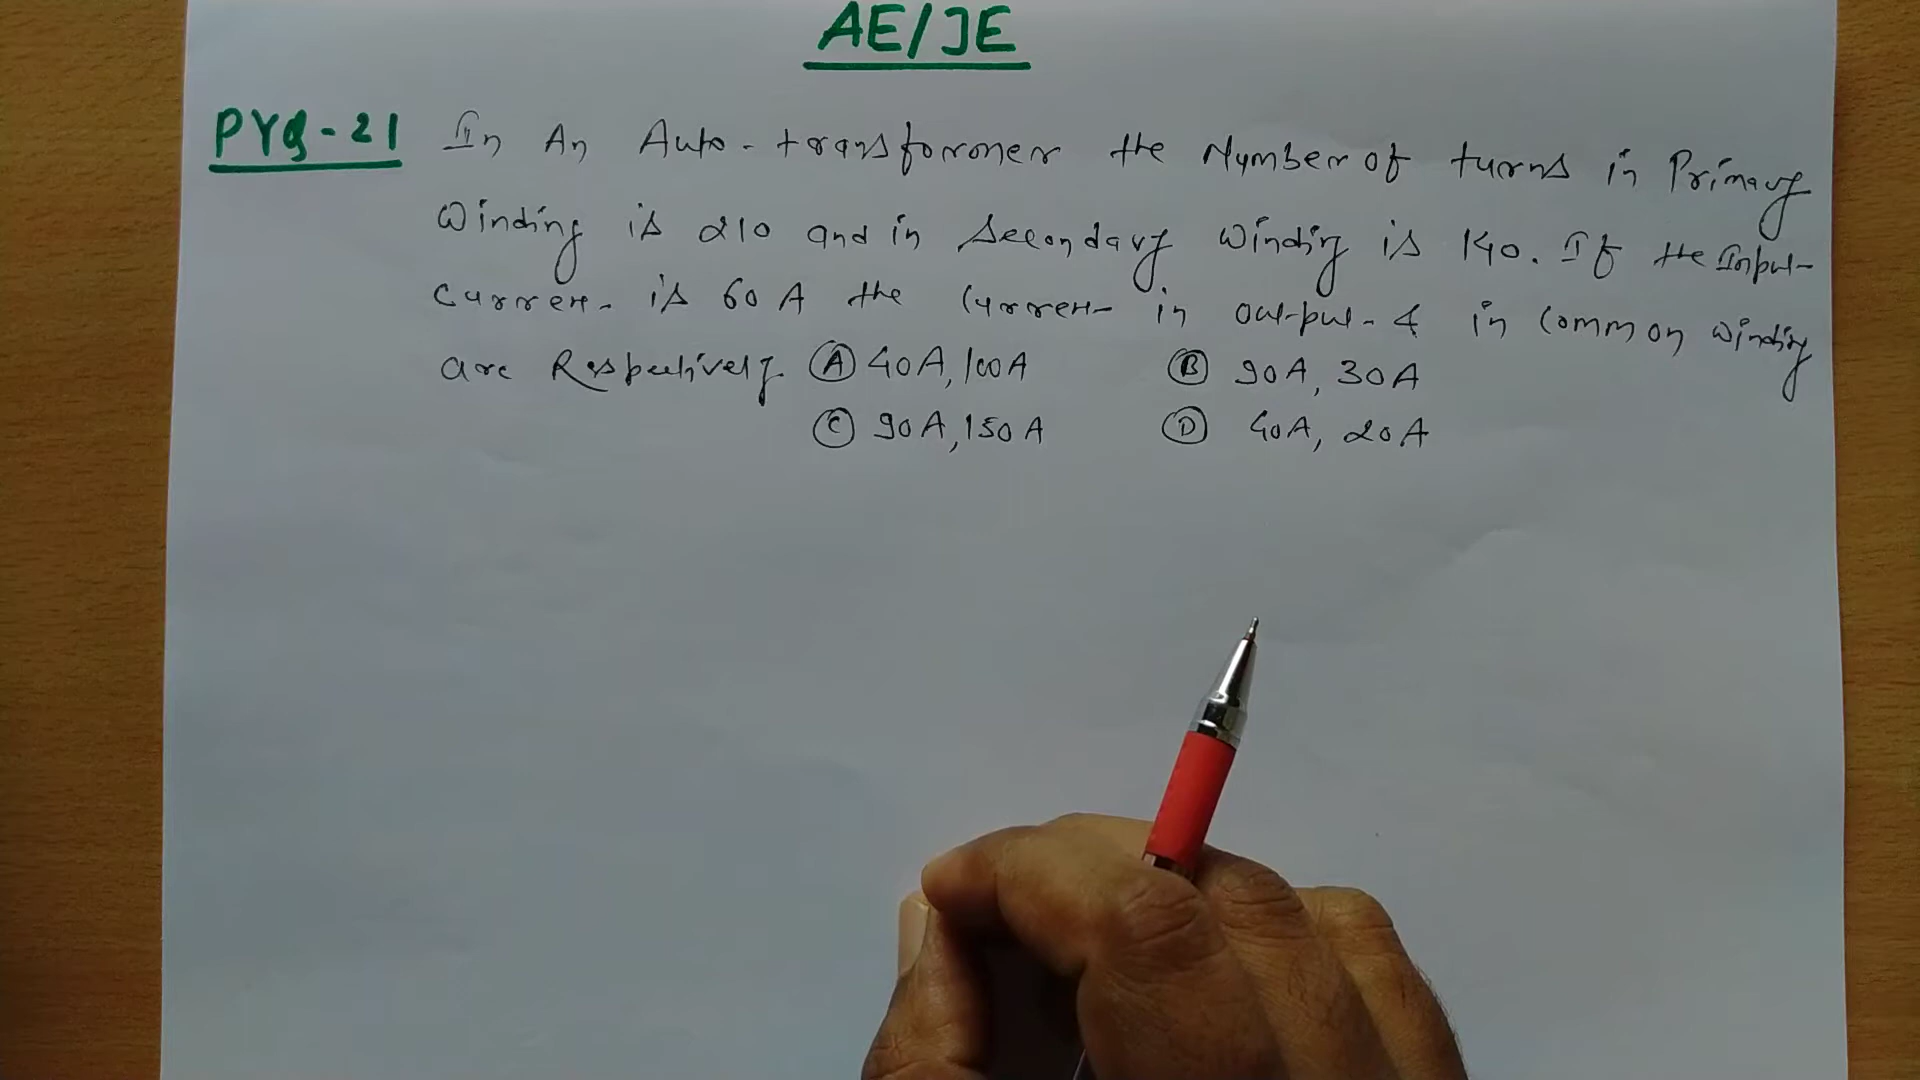 AE/JE
PYQ-21 In An Auto-transformer the Number of turns in Primary
Winding is 210 and in Secondary Winding is 140. If the Input-
Current- is 60 A the Current- in output- & in Common winding
are Respectively. (A) 40A, 100A (B) 90A, 30A
(C) 90A, 150A (D) 40A, 20A